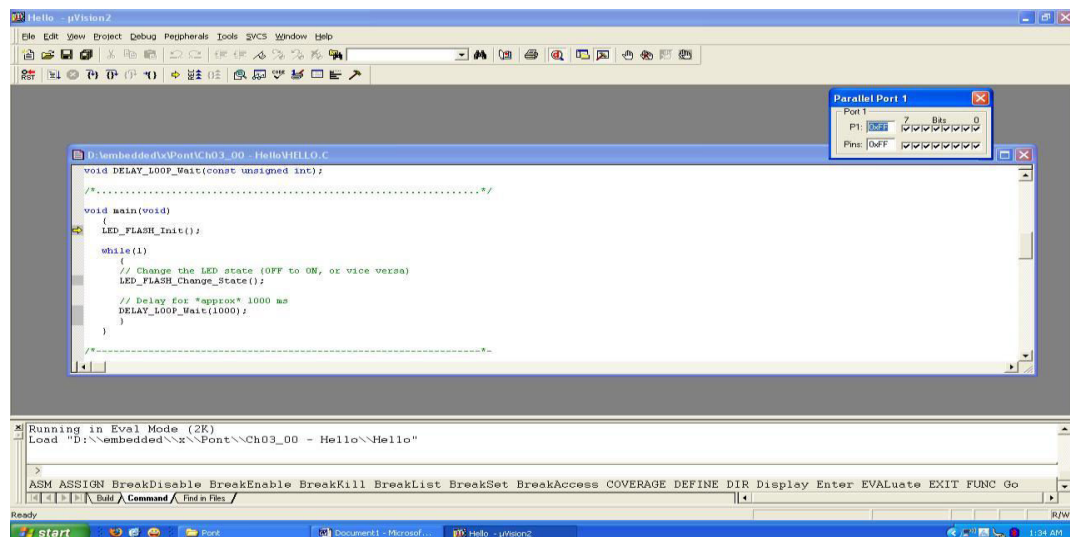 Hello - µVision2
File Edit View Project Debug Peripherals Tools SVCS Window Help
RST
Parallel Port 1
Port 1
7 Bits 0
P1: 0xFF
Pins: 0xFF
D:\embedded\x\Pont\Ch03_00 - Hello\HELLO.C
void DELAY_LOOP_Wait(const unsigned int);
/*..................................................................*/
void main(void)
{
LED_FLASH_Init();
while(1)
{
// Change the LED state (OFF to ON, or vice versa)
LED_FLASH_Change_State();
// Delay for *approx* 1000 ms
DELAY_LOOP_Wait(1000);
}
}
/*------------------------------------------------------------------*-
Running in Eval Mode (2K)
Load "D:\\embedded\\x\\Pont\\Ch03_00 - Hello\\Hello"
>
ASM ASSIGN BreakDisable BreakEnable BreakKill BreakList BreakSet BreakAccess COVERAGE DEFINE DIR Display Enter EVALuate EXIT FUNC Go
Build Command Find in Files
Ready
R/W
start
Pont
Document1 - Microsof...
Hello - µVision2
1:34 AM